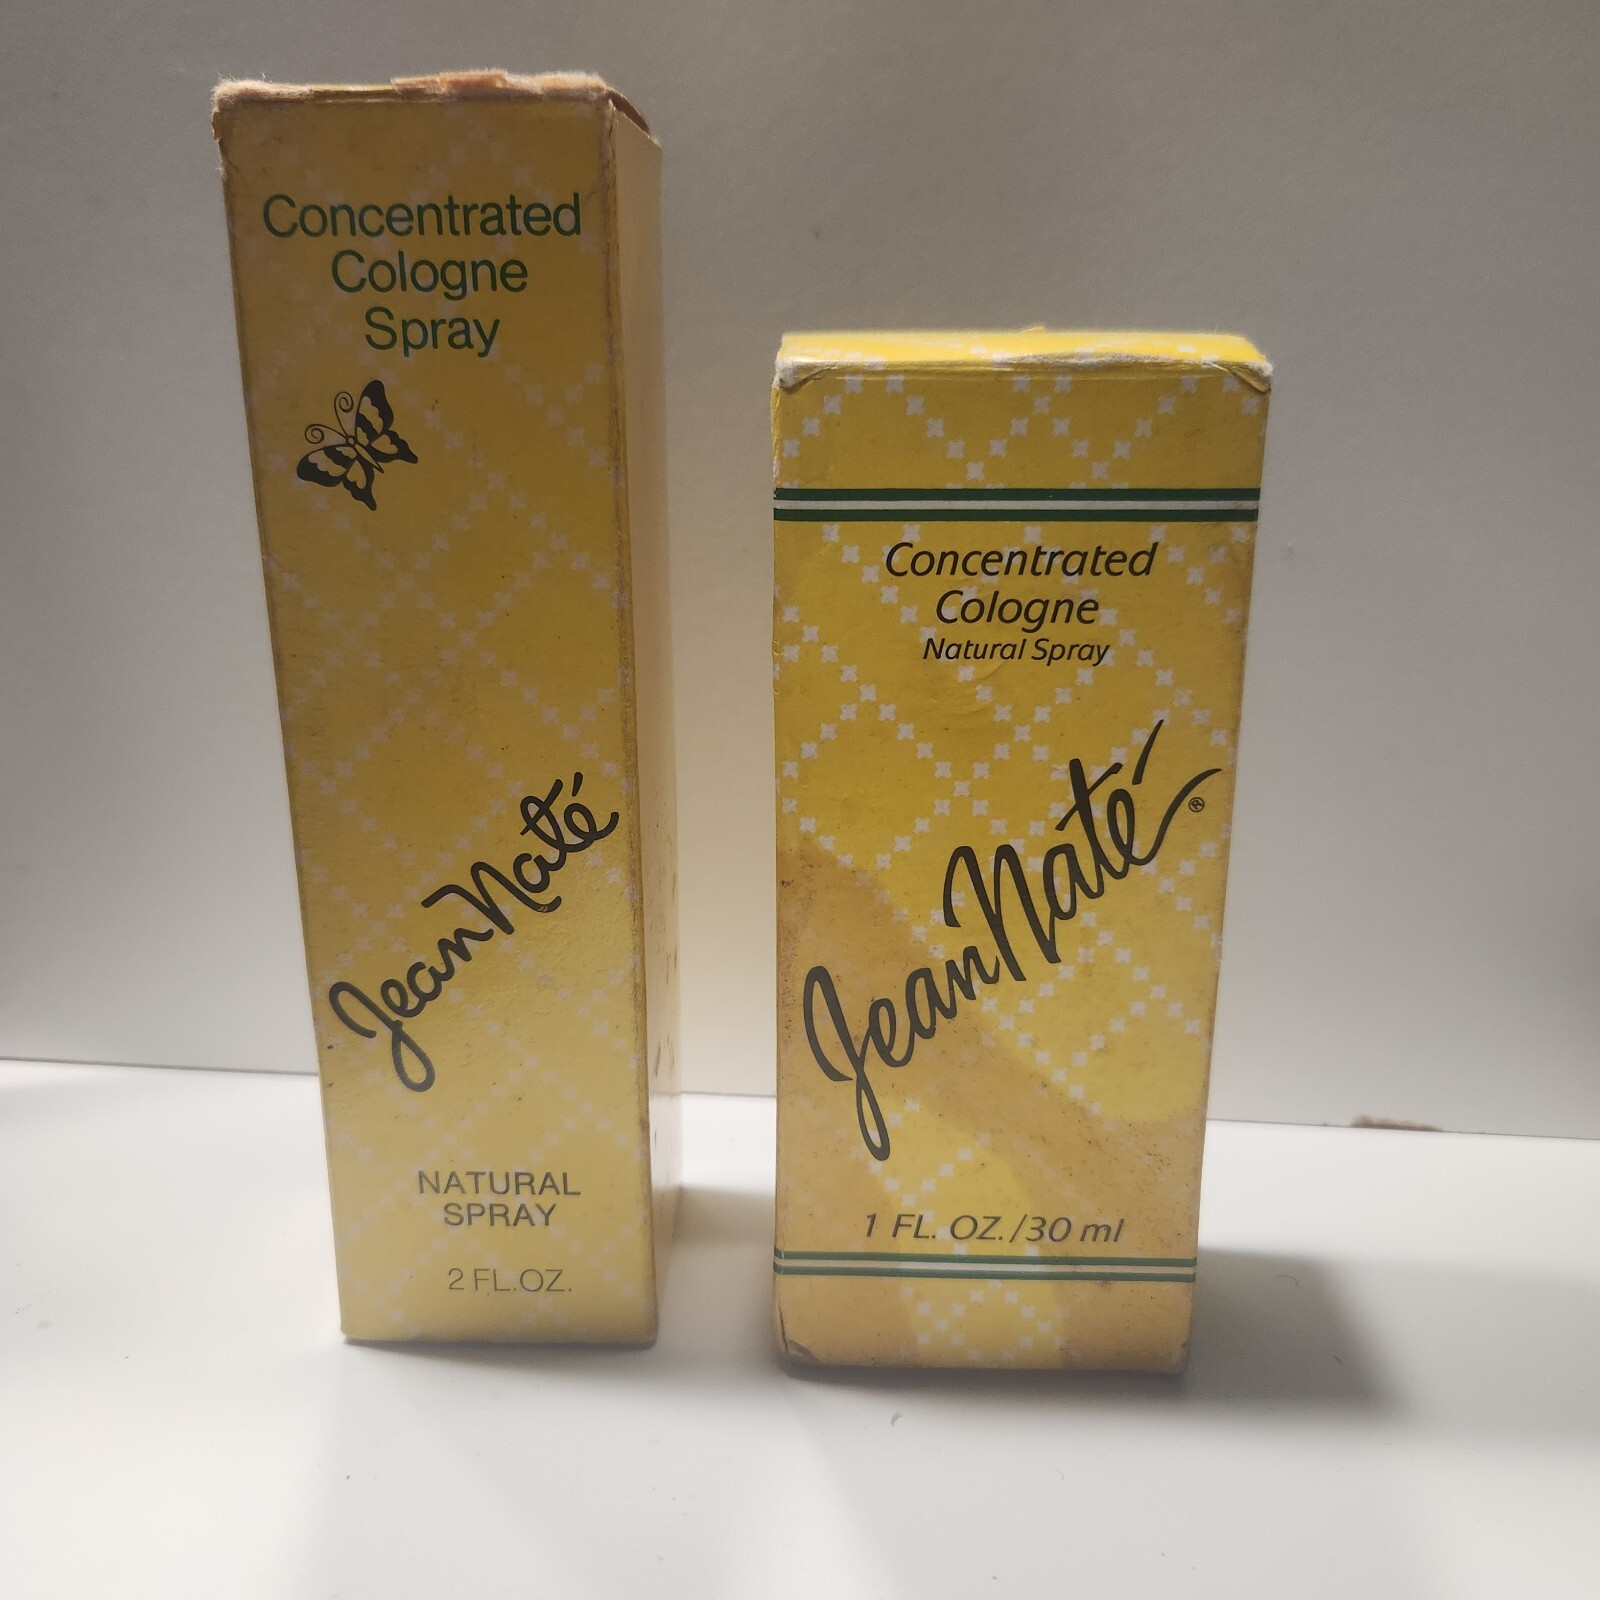 Concentrated
Cologne
Spray
Jean Naté
NATURAL
SPRAY
2 FL.OZ.
Concentrated
Cologne
Natural Spray
Jean Naté®
1 FL. OZ./30 ml